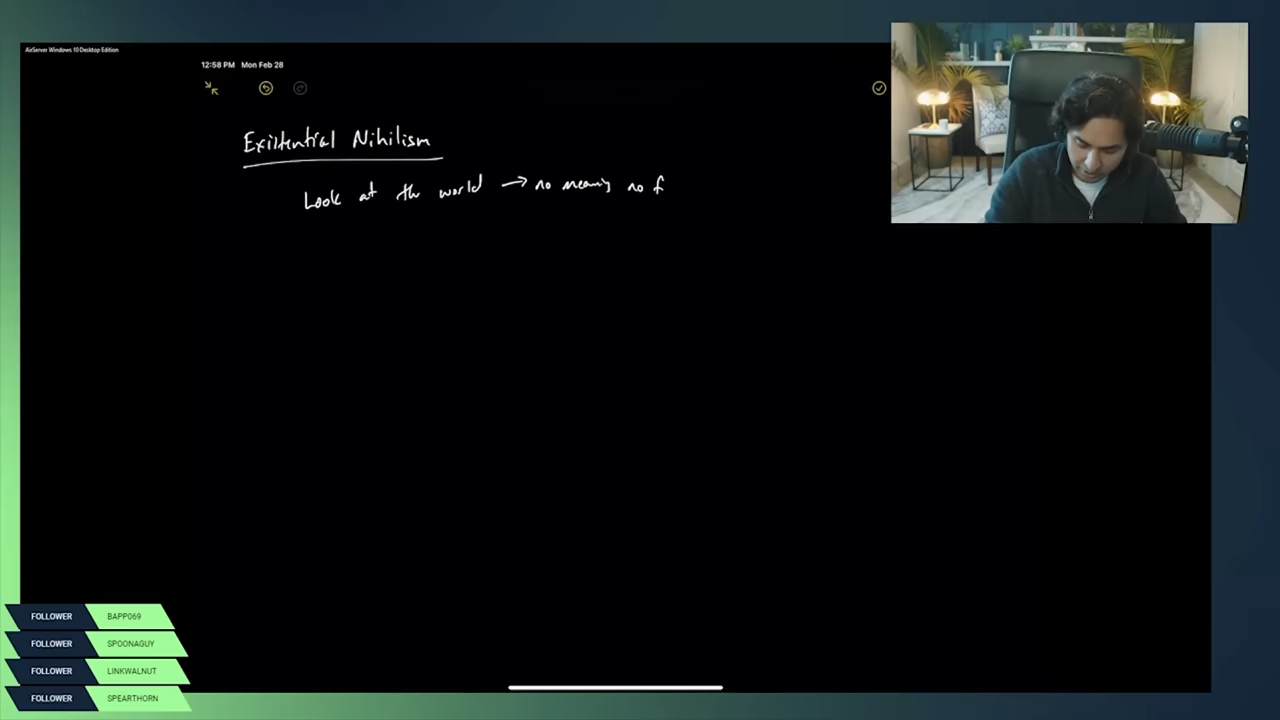 AirServer Windows 10 Desktop Edition
12:58 PM Mon Feb 28
Existential Nihilism
Look at the world → no meaning no f
FOLLOWER BAPP069
FOLLOWER SPOONAGUY
FOLLOWER LINKWALNUT
FOLLOWER SPEARTHORN